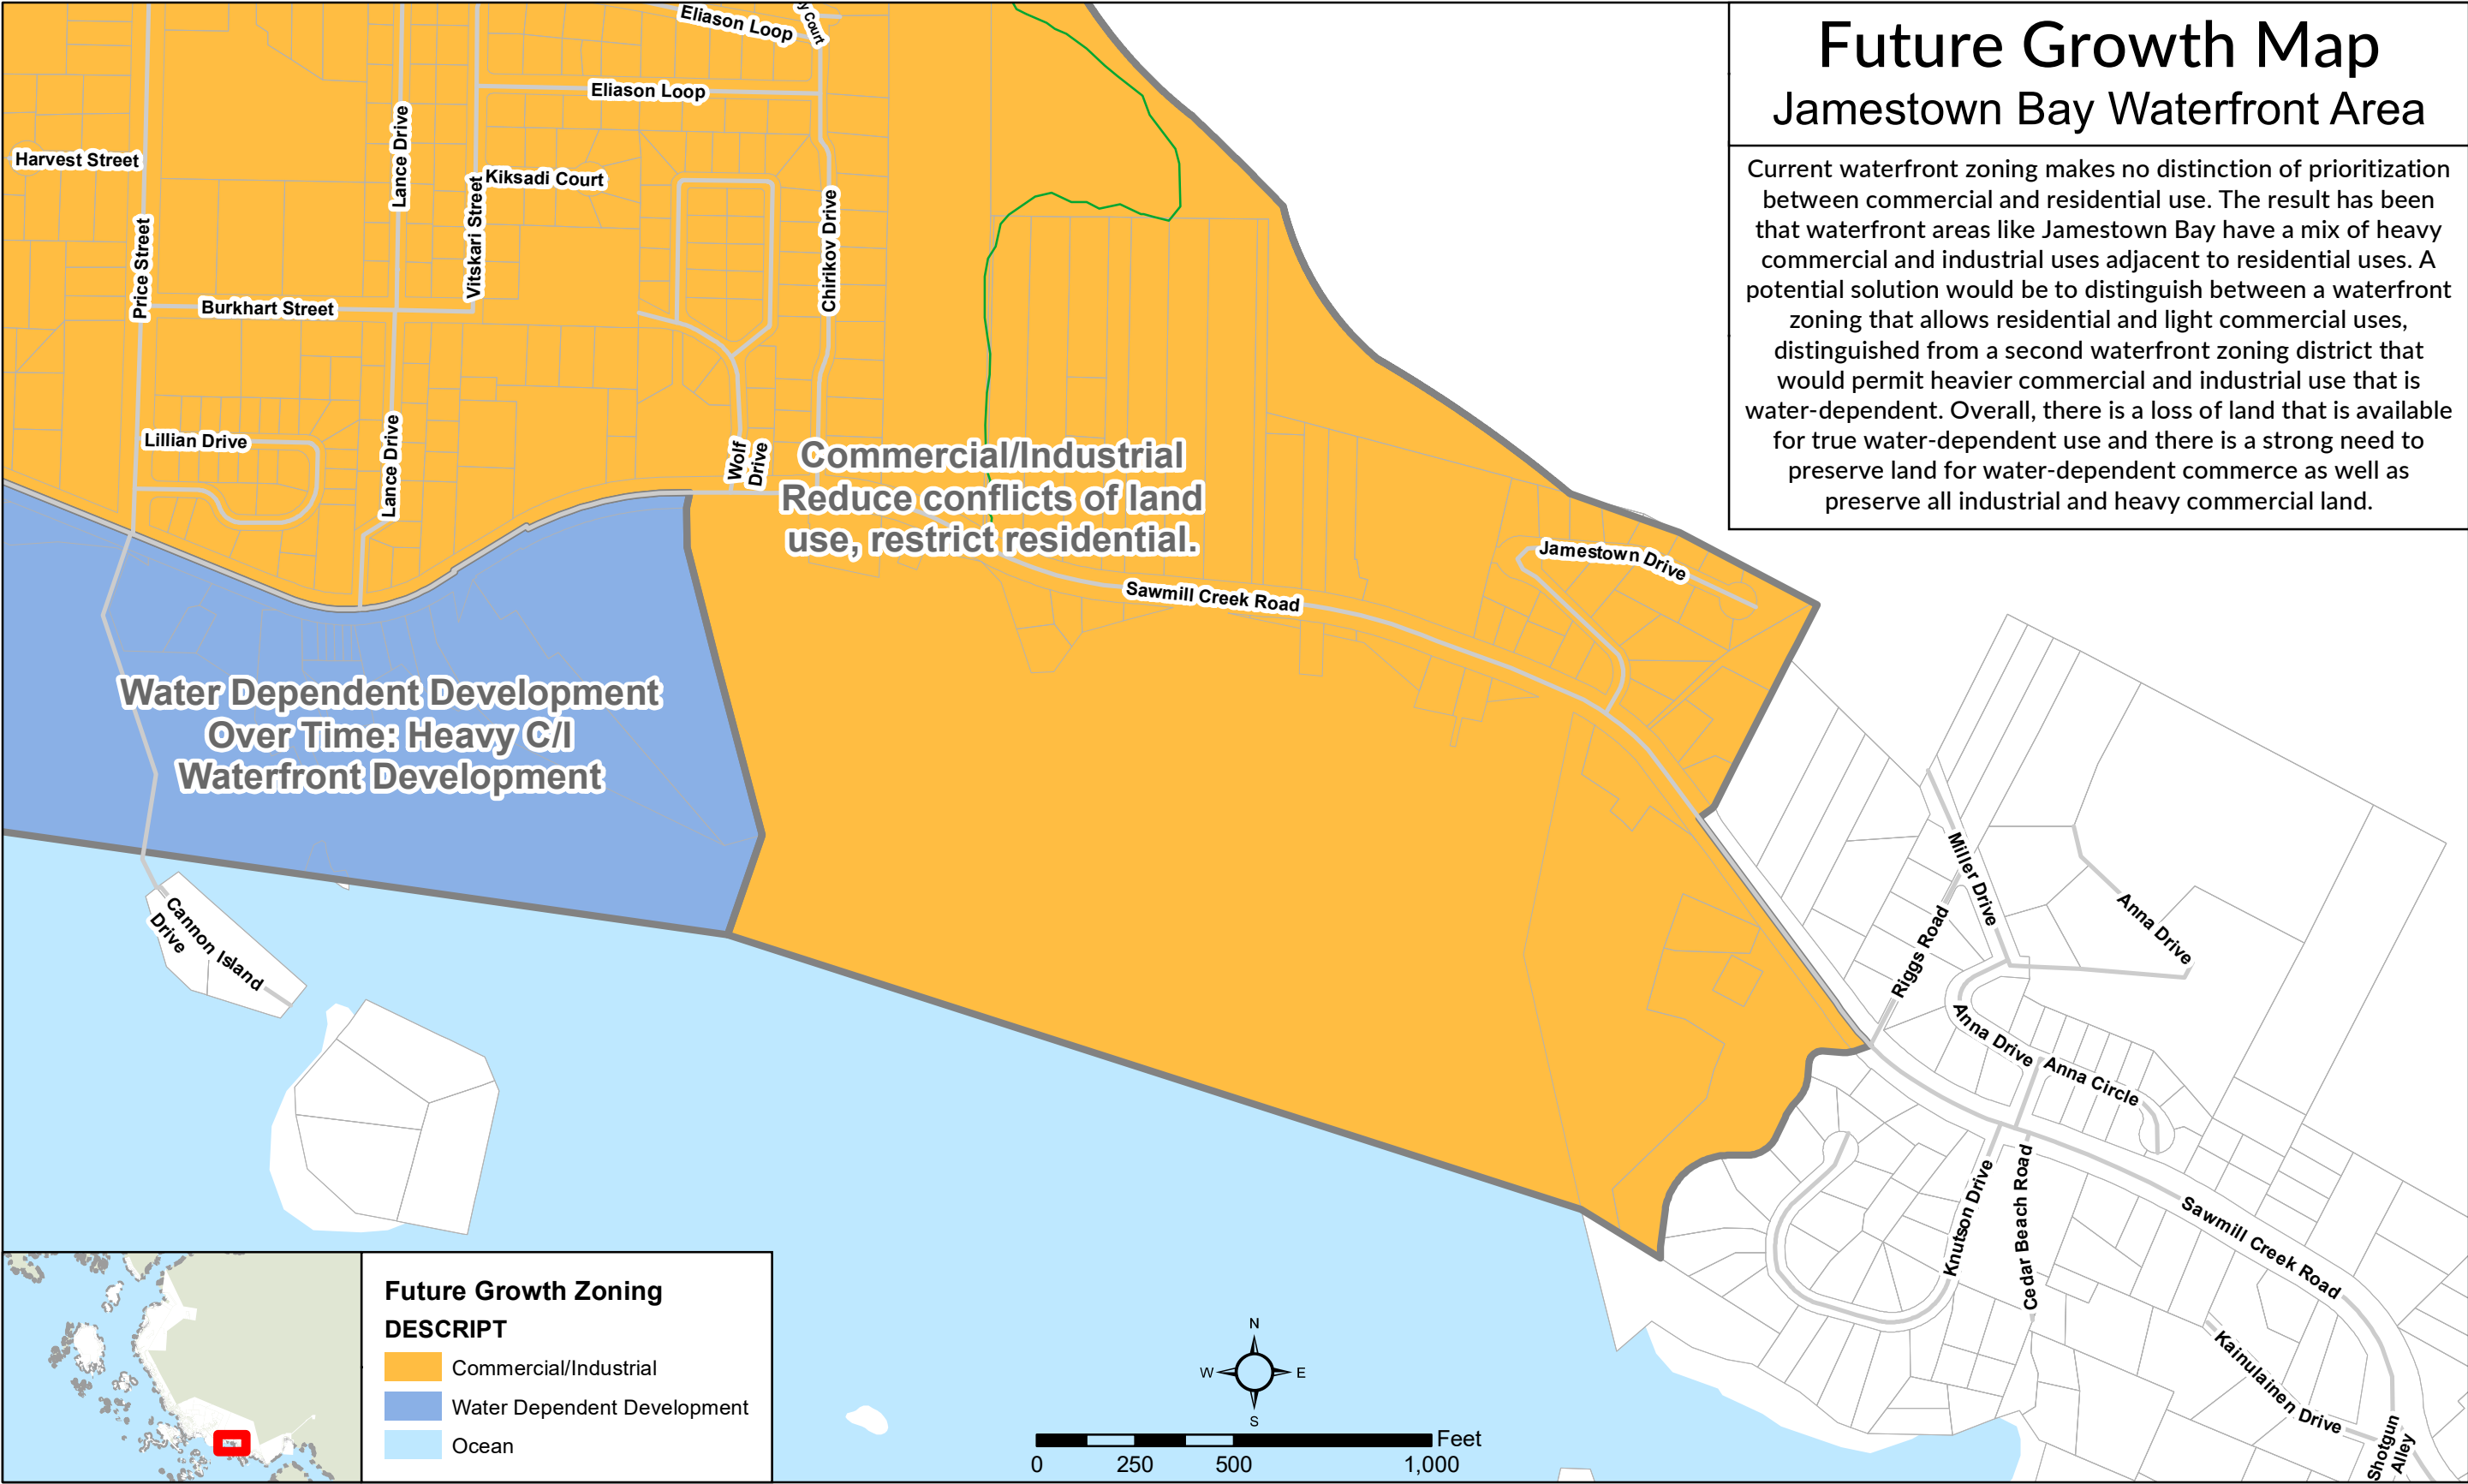 Future Growth Map
Jamestown Bay Waterfront Area
Current waterfront zoning makes no distinction of prioritization
between commercial and residential use. The result has been
that waterfront areas like Jamestown Bay have a mix of heavy
commercial and industrial uses adjacent to residential uses. A
potential solution would be to distinguish between a waterfront
zoning that allows residential and light commercial uses,
distinguished from a second waterfront zoning district that
would permit heavier commercial and industrial use that is
water-dependent. Overall, there is a loss of land that is available
for true water-dependent use and there is a strong need to
preserve land for water-dependent commerce as well as
preserve all industrial and heavy commercial land.
Eliason Loop
y Court
Eliason Loop
Harvest Street
Lance Drive
Kiksadi Court
Vitskari Street
Price Street
Chirikov Drive
Burkhart Street
Lillian Drive
Lance Drive
Wolf
Drive
Commercial/Industrial
Reduce conflicts of land
use, restrict residential.
Jamestown Drive
Sawmill Creek Road
Water Dependent Development
Over Time: Heavy C/I
Waterfront Development
Cannon Island
Drive
Miller Drive
Riggs Road
Anna Drive
Anna Drive
Anna Circle
Knutson Drive
Cedar Beach Road
Sawmill Creek Road
Kainulainen Drive
Shotgun
Alley
Future Growth Zoning
DESCRIPT
Commercial/Industrial
Water Dependent Development
Ocean
N
W E
S
Feet
0 250 500 1,000